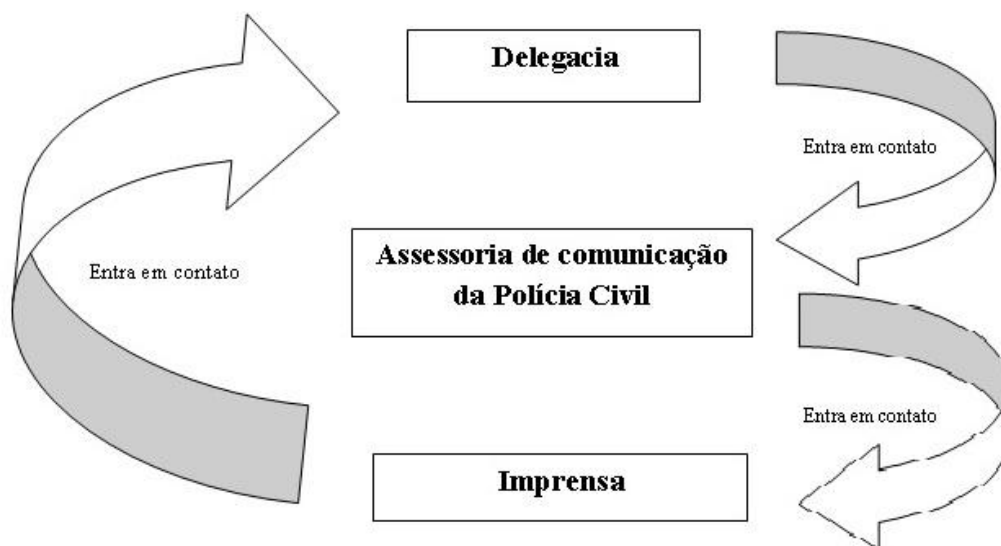 Delegacia
Entra em contato
Assessoria de comunicação
da Polícia Civil
Entra em contato
Entra em contato
Imprensa